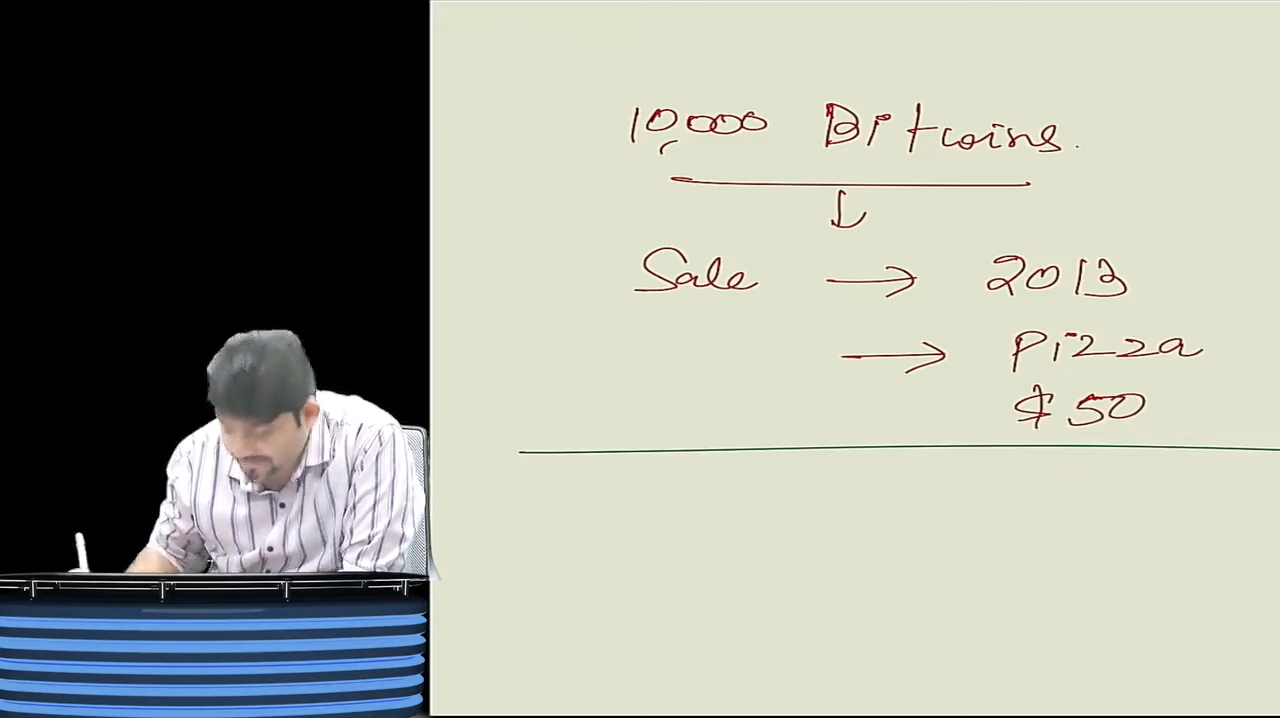 10,000 Bitcoins.
Sale → 2013
→ Pizza
$50